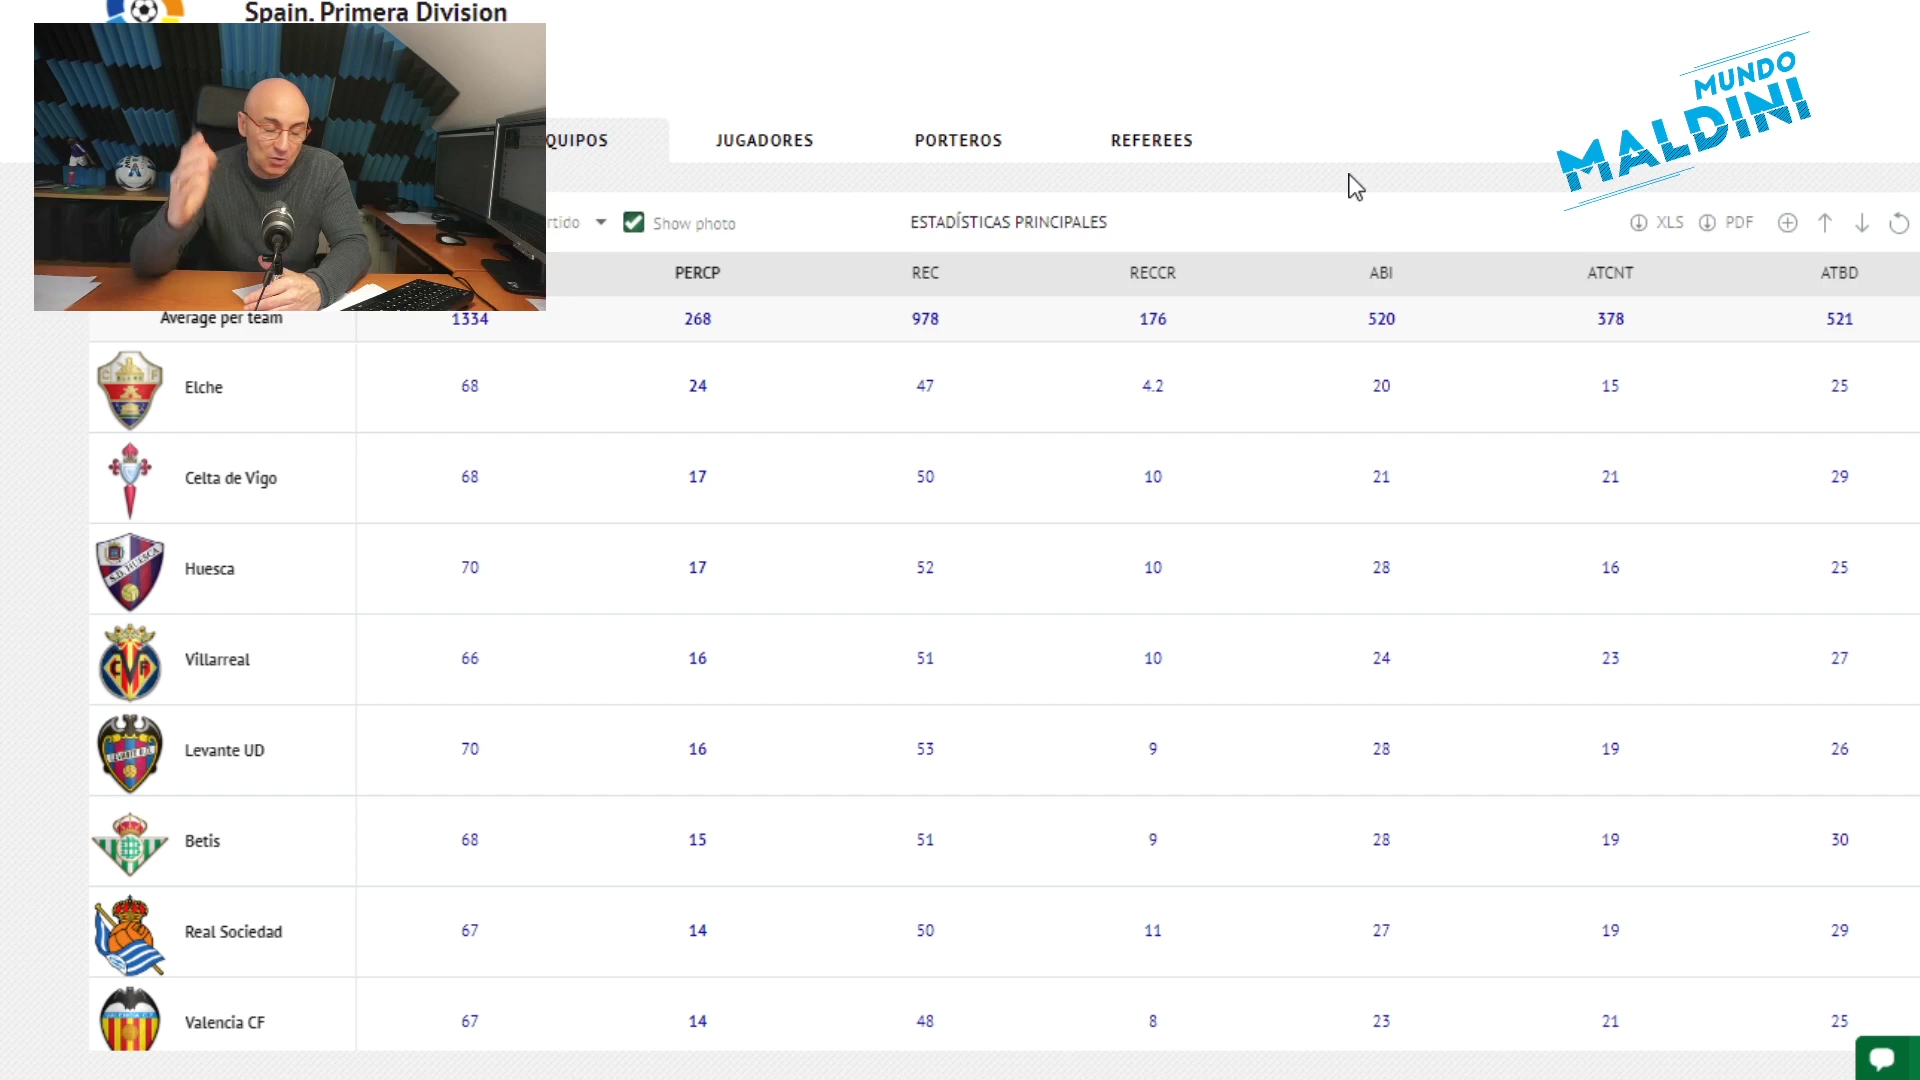 Spain. Primera Division
MUNDO
MALDINI
QUIPOS JUGADORES PORTEROS REFEREES
rtido Show photo ESTADÍSTICAS PRINCIPALES XLS PDF
PERCP REC RECCR ABI ATCNT ATBD
Average per team 1334 268 978 176 520 378 521
Elche 68 24 47 4.2 20 15 25
Celta de Vigo 68 17 50 10 21 21 29
Huesca 70 17 52 10 28 16 25
Villarreal 66 16 51 10 24 23 27
Levante UD 70 16 53 9 28 19 26
Betis 68 15 51 9 28 19 30
Real Sociedad 67 14 50 11 27 19 29
Valencia CF 67 14 48 8 23 21 25